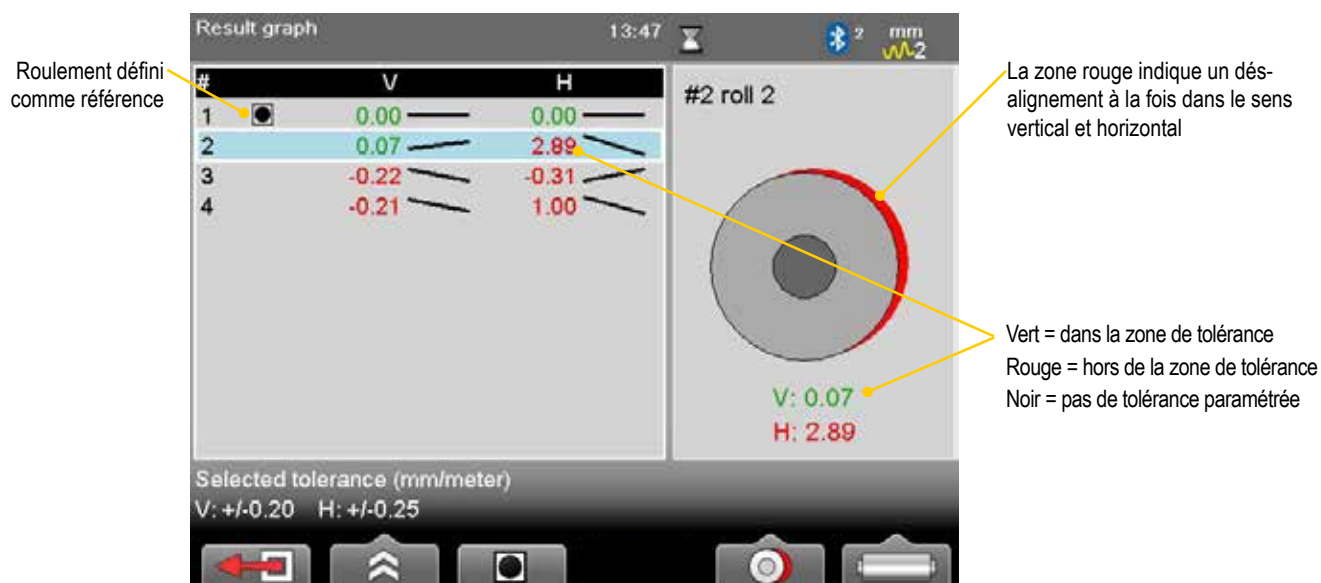 Roulement défini
comme référence
Result graph 13:47 2 mm
2
# V H
1 0.00 0.00
2 0.07 2.89
3 -0.22 -0.31
4 -0.21 1.00
#2 roll 2
V: 0.07
H: 2.89
Selected tolerance (mm/meter)
V: +/-0.20 H: +/-0.25
La zone rouge indique un dés-
alignement à la fois dans le sens
vertical et horizontal
Vert = dans la zone de tolérance
Rouge = hors de la zone de tolérance
Noir = pas de tolérance paramétrée